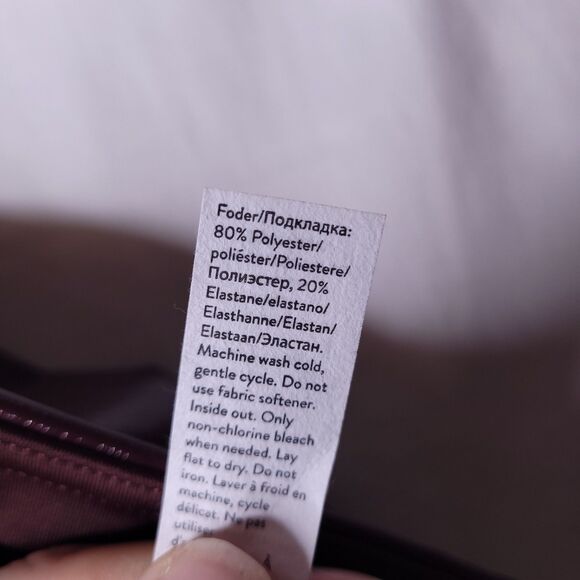 Foder/Подкладка:
80% Polyester/
poliéster/Poliestere/
Полиэстер, 20%
Elastane/elastano/
Elasthanne/Elastan/
Elastaan/Эластан.
Machine wash cold,
gentle cycle. Do not
use fabric softener.
Inside out. Only
non-chlorine bleach
when needed. Lay
flat to dry. Do not
iron. Laver à froid en
machine, cycle
délicat. Ne pas
utiliser